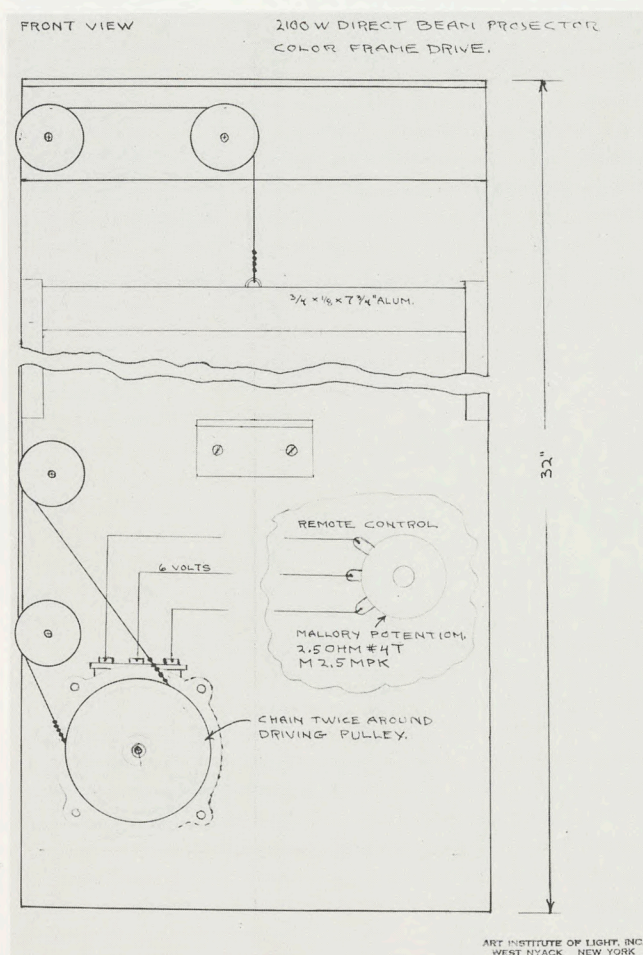 FRONT VIEW
2100 W DIRECT BEAM PROJECTOR
COLOR FRAME DRIVE.
3/4 x 1/8 x 7 3/4" ALUM.
32"
REMOTE CONTROL
6 VOLTS
MALLORY POTENTIOM.
2.5 OHM #4T
M 2.5 MPK
CHAIN TWICE AROUND
DRIVING PULLEY.
ART INSTITUTE OF LIGHT, INC
WEST NYACK NEW YORK